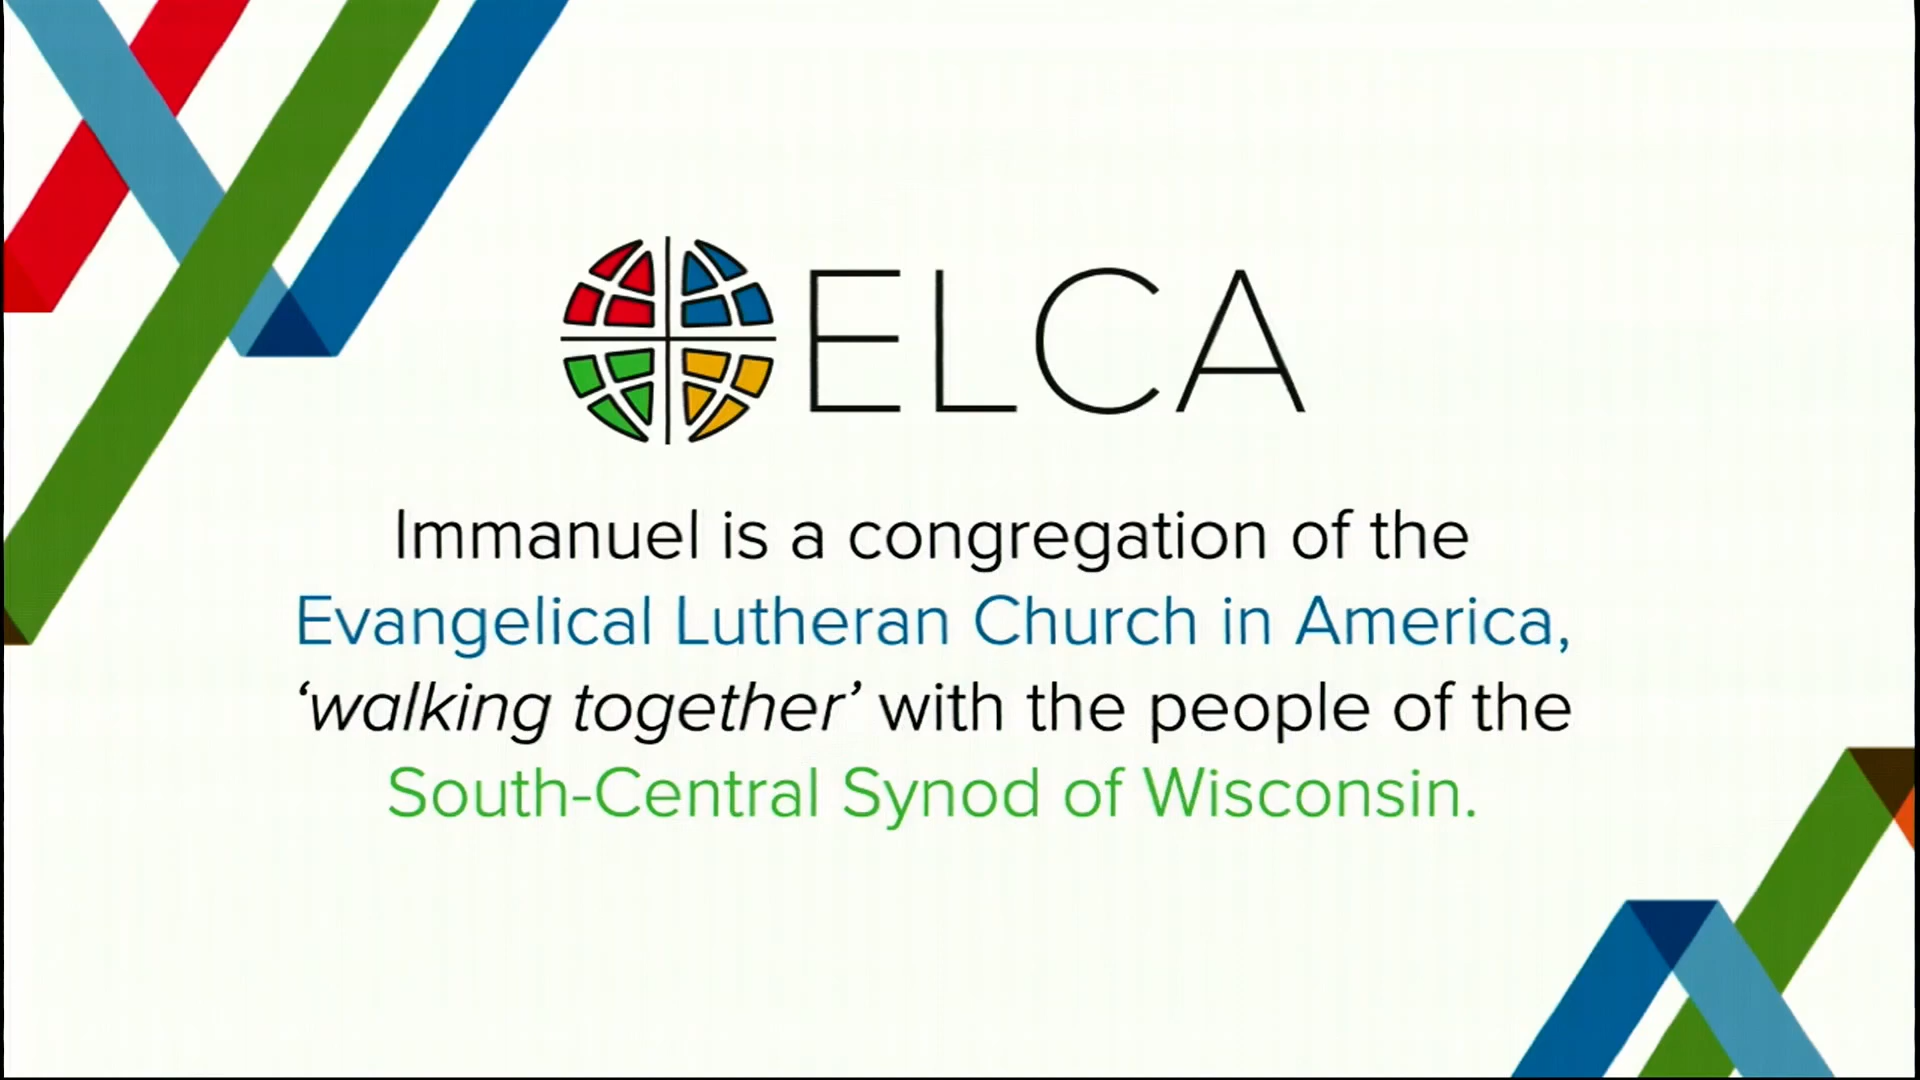 ELCA
Immanuel is a congregation of the
Evangelical Lutheran Church in America,
‘walking together’ with the people of the
South-Central Synod of Wisconsin.